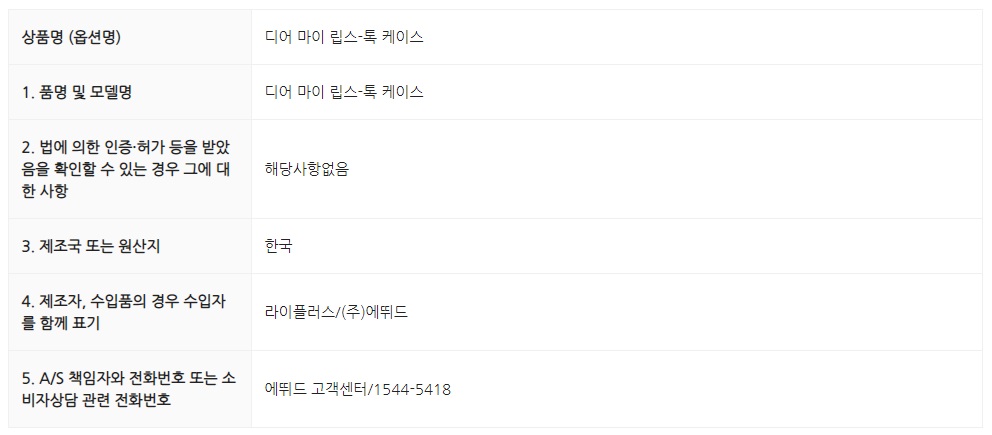 상품명 (옵션명)
디어 마이 립스-톡 케이스
1. 품명 및 모델명
디어 마이 립스-톡 케이스
2. 법에 의한 인증·허가 등을 받았
음을 확인할 수 있는 경우 그에 대
한 사항
해당사항없음
3. 제조국 또는 원산지
한국
4. 제조자, 수입품의 경우 수입자
를 함께 표기
라이플러스/(주)에뛰드
5. A/S 책임자와 전화번호 또는 소
비자상담 관련 전화번호
에뛰드 고객센터/1544-5418